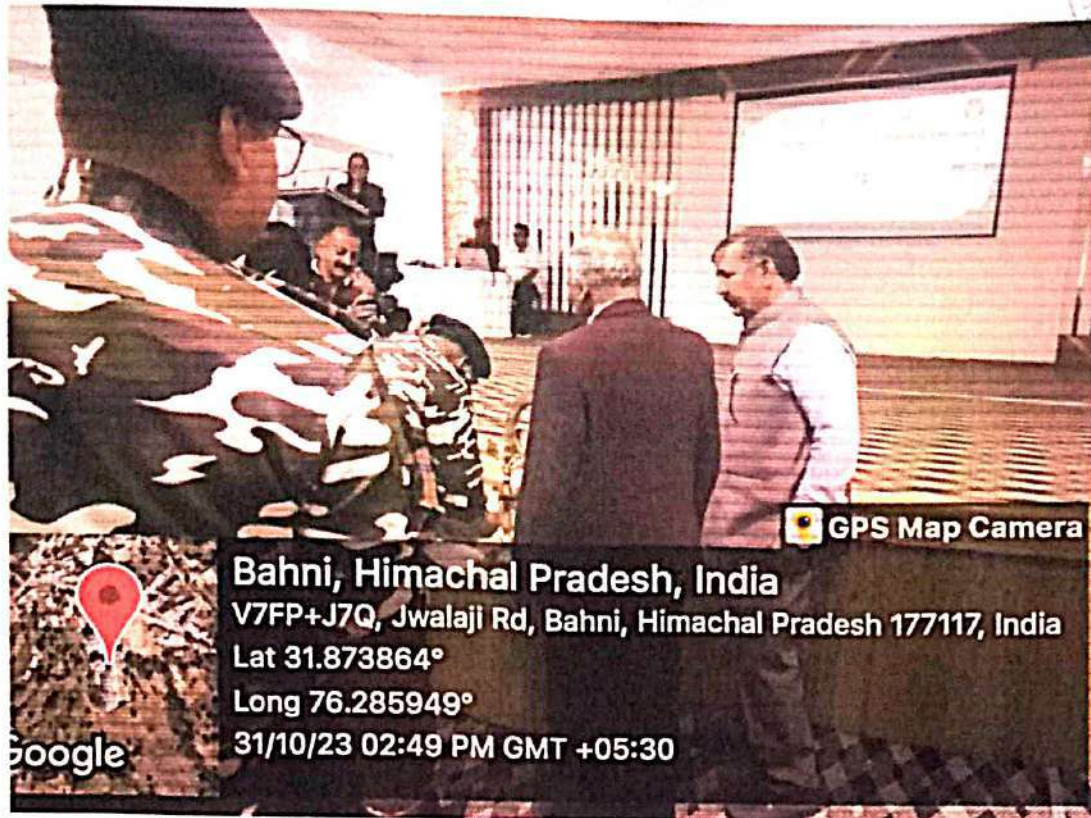 GPS Map Camera
Bahni, Himachal Pradesh, India
V7FP+J7Q, Jwalaji Rd, Bahni, Himachal Pradesh 177117, India
Lat 31.873864°
Long 76.285949°
31/10/23 02:49 PM GMT +05:30
Google